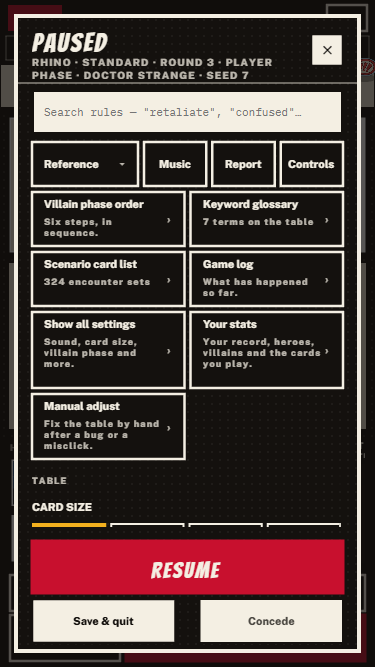 PAUSED
RHINO · STANDARD · ROUND 3 · PLAYER
PHASE · DOCTOR STRANGE · SEED 7
×
Search rules — "retaliate", "confused"…
Reference
Music
Report
Controls
Villain phase order
Six steps, in
sequence.
›
Keyword glossary
7 terms on the table
›
Scenario card list
324 encounter sets
›
Game log
What has happened
so far.
›
Show all settings
Sound, card size,
villain phase and
more.
›
Your stats
Your record, heroes,
villains and the cards
you play.
›
Manual adjust
Fix the table by hand
after a bug or a
misclick.
›
TABLE
CARD SIZE
RESUME
Save & quit
Concede